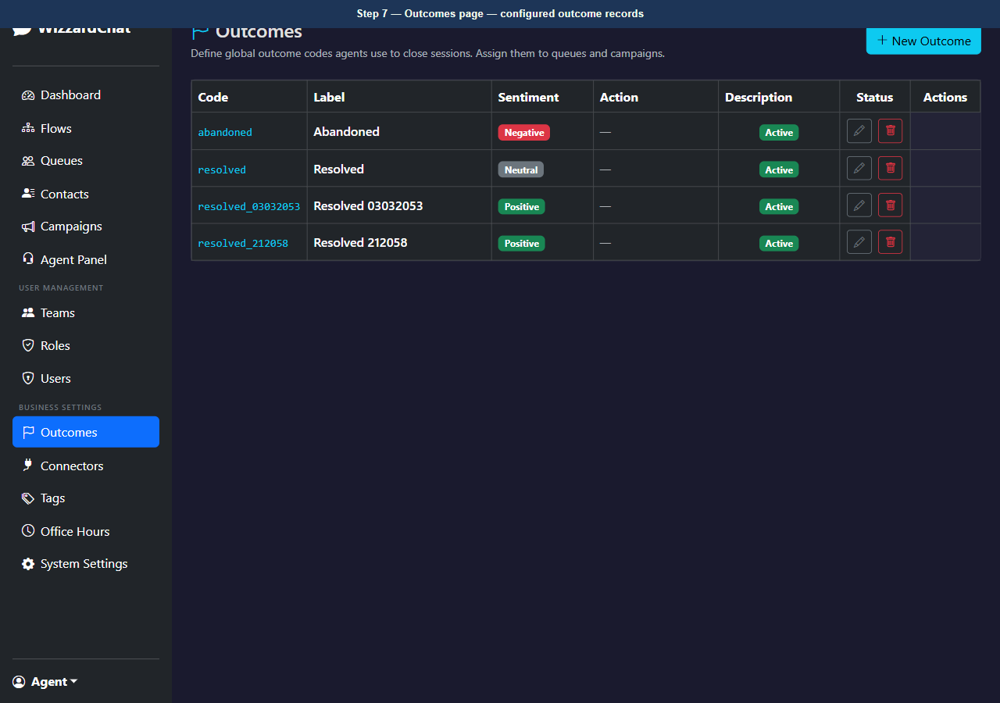 Step 7 — Outcomes page — configured outcome records
WizzardChat
Outcomes
+ New Outcome
Define global outcome codes agents use to close sessions. Assign them to queues and campaigns.
Dashboard
Flows
Queues
Contacts
Campaigns
Agent Panel
USER MANAGEMENT
Teams
Roles
Users
BUSINESS SETTINGS
Outcomes
Connectors
Tags
Office Hours
System Settings
Agent
Code Label Sentiment Action Description Status Actions
abandoned Abandoned Negative — Active
resolved Resolved Neutral — Active
resolved_03032053 Resolved 03032053 Positive — Active
resolved_212058 Resolved 212058 Positive — Active